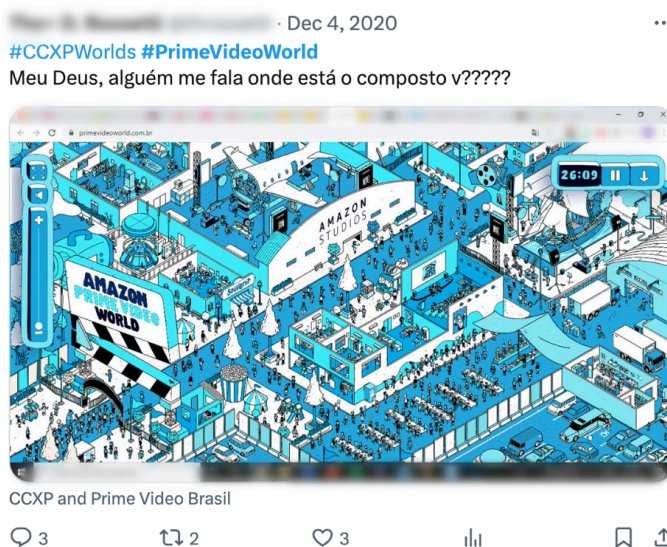 · Dec 4, 2020
#CCXPWorlds #PrimeVideoWorld
Meu Deus, alguém me fala onde está o composto v?????
primevideoworld.com.br
26:09
AMAZON
STUDIOS
AMAZON
PRIME VIDEO
WORLD
CCXP and Prime Video Brasil
3
2
3